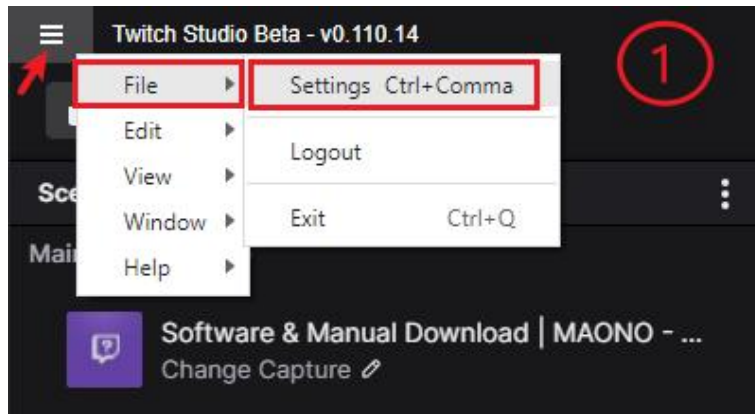 Twitch Studio Beta - v0.110.14
1
File
Settings Ctrl+Comma
Edit
Logout
View
Sce
Window
Exit Ctrl+Q
Mai
Help
Software & Manual Download | MAONO - ...
Change Capture